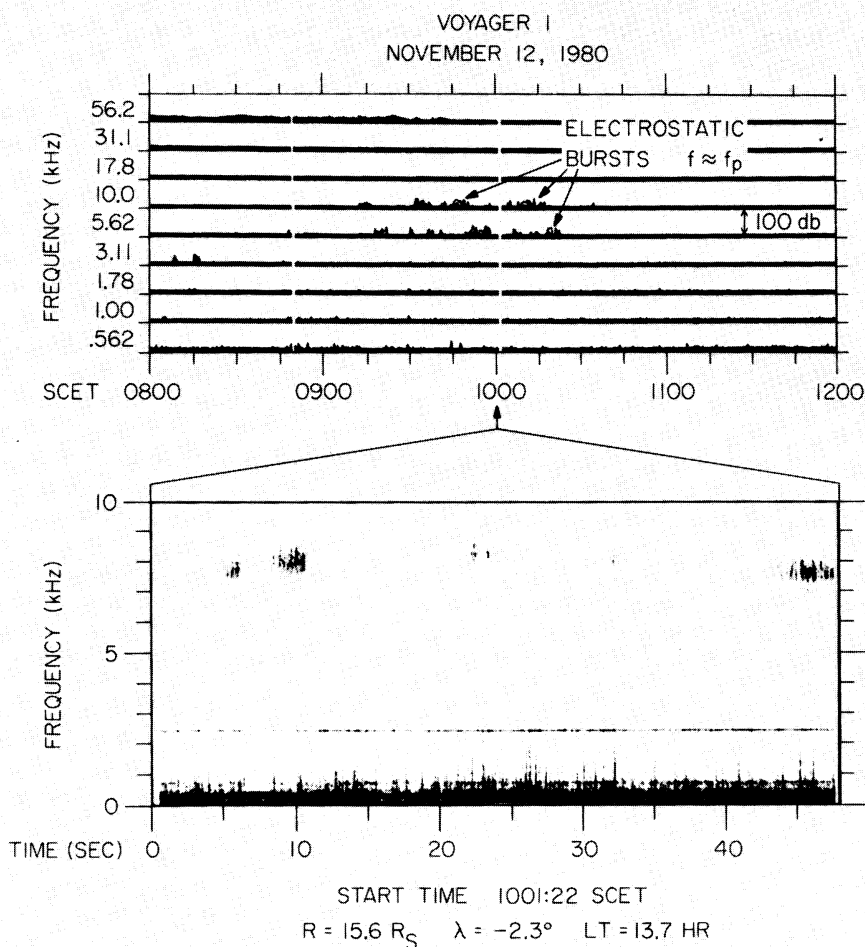 VOYAGER 1
NOVEMBER 12, 1980
FREQUENCY (kHz)
56.2
31.1
17.8
10.0
5.62
3.11
1.78
1.00
.562
ELECTROSTATIC
BURSTS f ≈ fp
100 db
SCET 0800 0900 1000 1100 1200
FREQUENCY (kHz)
10
5
0
TIME (SEC) 0 10 20 30 40
START TIME 1001:22 SCET
R = 15.6 RS λ = -2.3° LT = 13.7 HR